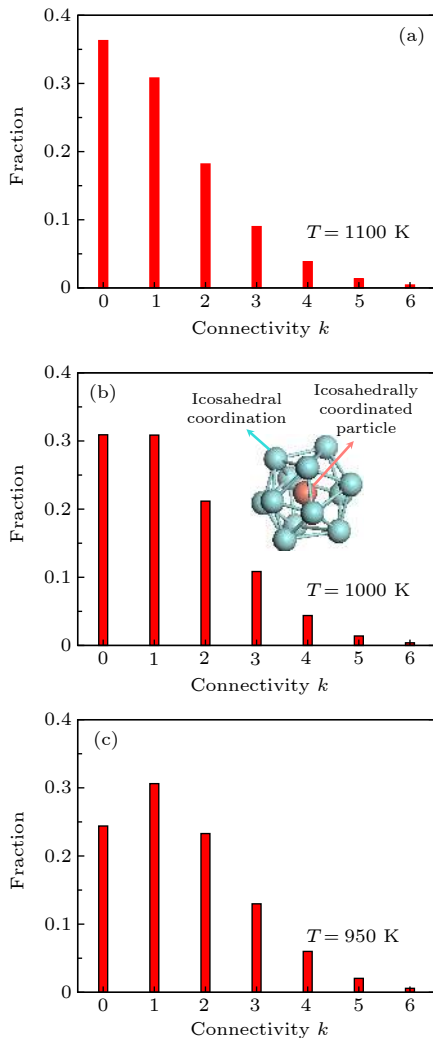 (a)
0.4
0.3
0.2
0.1
0
Fraction
T = 1100 K
0 1 2 3 4 5 6
Connectivity k
(b)
0.4
0.3
0.2
0.1
0
Fraction
Icosahedral
coordination
Icosahedrally
coordinated
particle
T = 1000 K
0 1 2 3 4 5 6
Connectivity k
(c)
0.4
0.3
0.2
0.1
0
Fraction
T = 950 K
0 1 2 3 4 5 6
Connectivity k